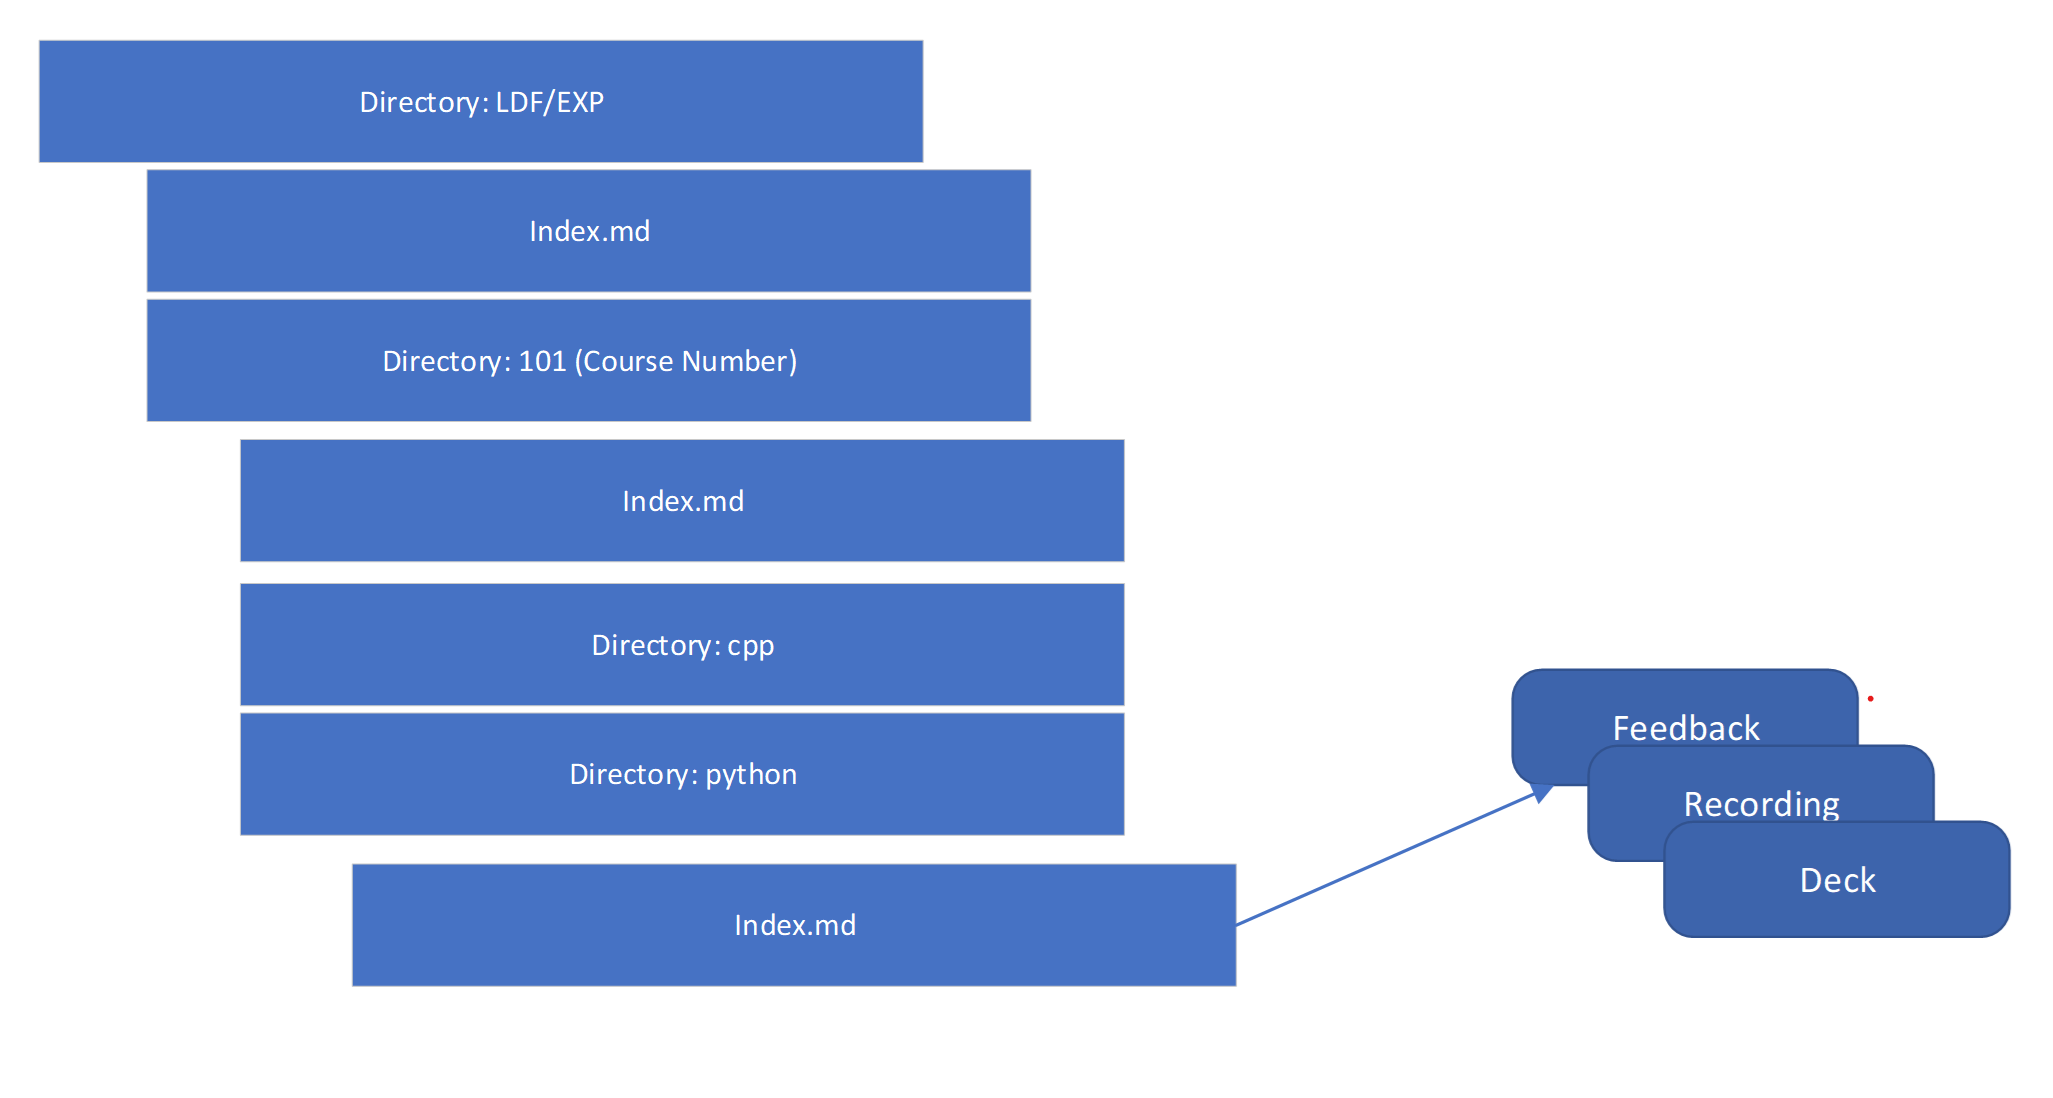 Directory: LDF/EXP
Index.md
Directory: 101 (Course Number)
Index.md
Directory: cpp
Directory: python
Index.md
Feedback
Recording
Deck